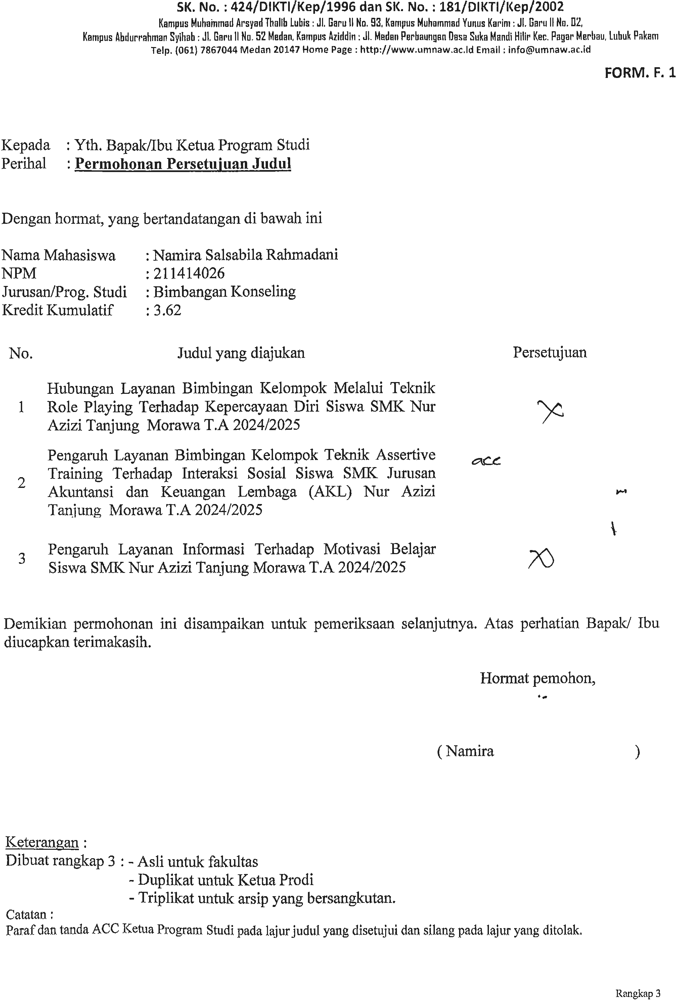 SK. No. : 424/DIKTI/Kep/1996 dan SK. No. : 181/DIKTI/Kep/2002
Kampus Muhammad Arsyad Thalib Lubis : Jl. Garu II No. 93, Kampus Muhammad Yunus Karim : Jl. Garu II No. 02,
Kampus Abdurrahman Syihab : Jl. Garu II No. 52 Medan, Kampus Aziddin : Jl. Medan Perbaungan Desa Suka Mandi Hilir Kec. Pagar Merbau, Lubuk Pakam
Telp. (061) 7867044 Medan 20147 Home Page : http://www.umnaw.ac.id Email : info@umnaw.ac.id
FORM. F. 1
Kepada : Yth. Bapak/Ibu Ketua Program Studi
Perihal : Permohonan Persetujuan Judul
Dengan hormat, yang bertandatangan di bawah ini
Nama Mahasiswa : Namira Salsabila Rahmadani
NPM : 211414026
Jurusan/Prog. Studi : Bimbangan Konseling
Kredit Kumulatif : 3.62
No. Judul yang diajukan Persetujuan
Hubungan Layanan Bimbingan Kelompok Melalui Teknik
1 Role Playing Terhadap Kepercayaan Diri Siswa SMK Nur
Azizi Tanjung Morawa T.A 2024/2025
Pengaruh Layanan Bimbingan Kelompok Teknik Assertive acc
2 Training Terhadap Interaksi Sosial Siswa SMK Jurusan
Akuntansi dan Keuangan Lembaga (AKL) Nur Azizi
Tanjung Morawa T.A 2024/2025
3 Pengaruh Layanan Informasi Terhadap Motivasi Belajar
Siswa SMK Nur Azizi Tanjung Morawa T.A 2024/2025
Demikian permohonan ini disampaikan untuk pemeriksaan selanjutnya. Atas perhatian Bapak/ Ibu
diucapkan terimakasih.
Hormat pemohon,
( Namira )
Keterangan :
Dibuat rangkap 3 : - Asli untuk fakultas
- Duplikat untuk Ketua Prodi
- Triplikat untuk arsip yang bersangkutan.
Catatan :
Paraf dan tanda ACC Ketua Program Studi pada lajur judul yang disetujui dan silang pada lajur yang ditolak.
Rangkap 3